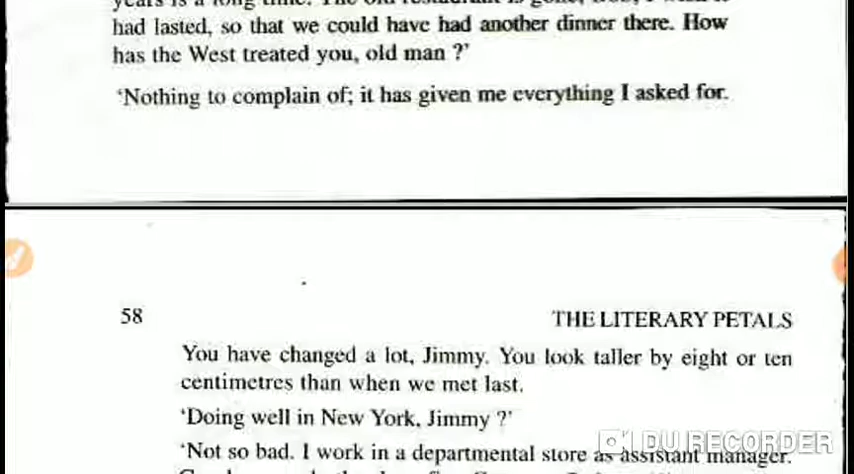 years is a long time. The old restaurant is gone, Bob; I wish it
had lasted, so that we could have had another dinner there. How
has the West treated you, old man ?'
'Nothing to complain of; it has given me everything I asked for.
58
THE LITERARY PETALS
You have changed a lot, Jimmy. You look taller by eight or ten
centimetres than when we met last.
'Doing well in New York, Jimmy ?'
'Not so bad. I work in a departmental store as assistant manager.
DU RECORDER